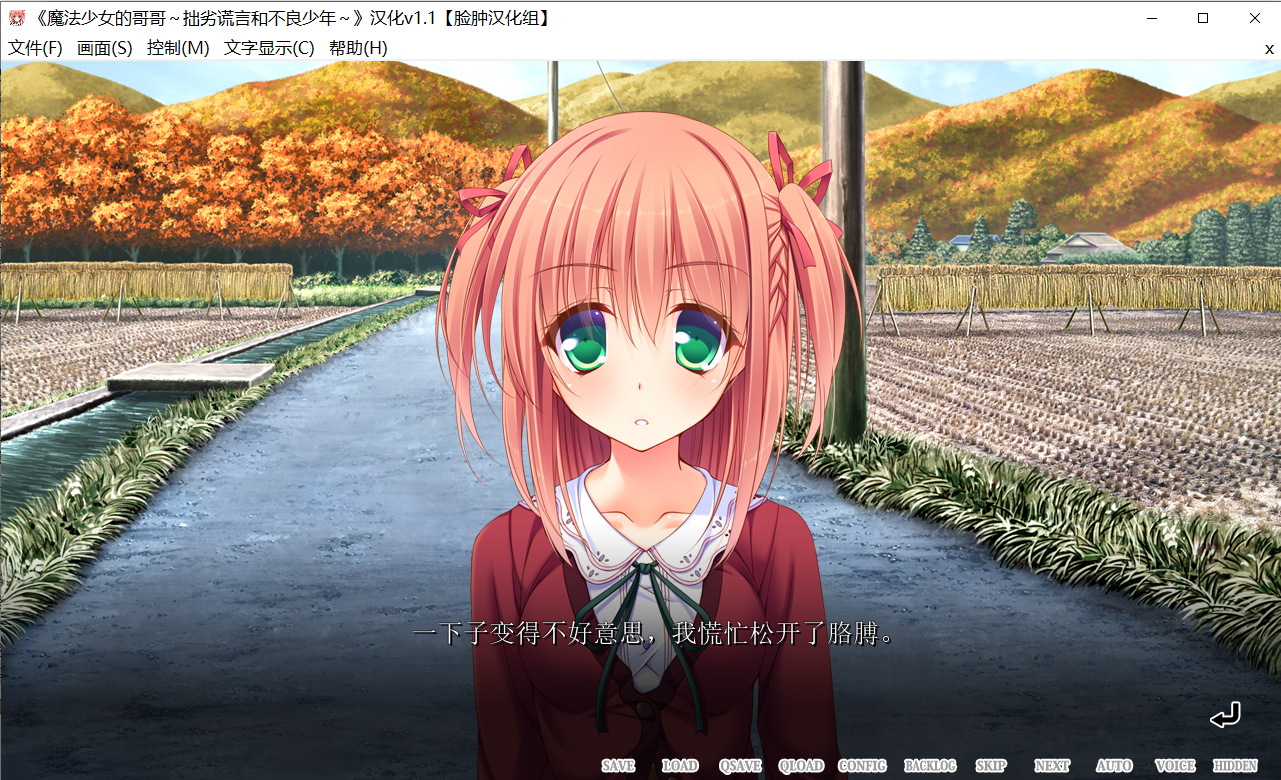 《魔法少女的哥哥～拙劣谎言和不良少年～》汉化v1.1【脸肿汉化组】
文件(F) 画面(S) 控制(M) 文字显示(C) 帮助(H) x
一下子变得不好意思，我慌忙松开了胳膊。
SAVE LOAD QSAVE QLOAD CONFIG BACKLOG SKIP NEXT AUTO VOICE HIDDEN